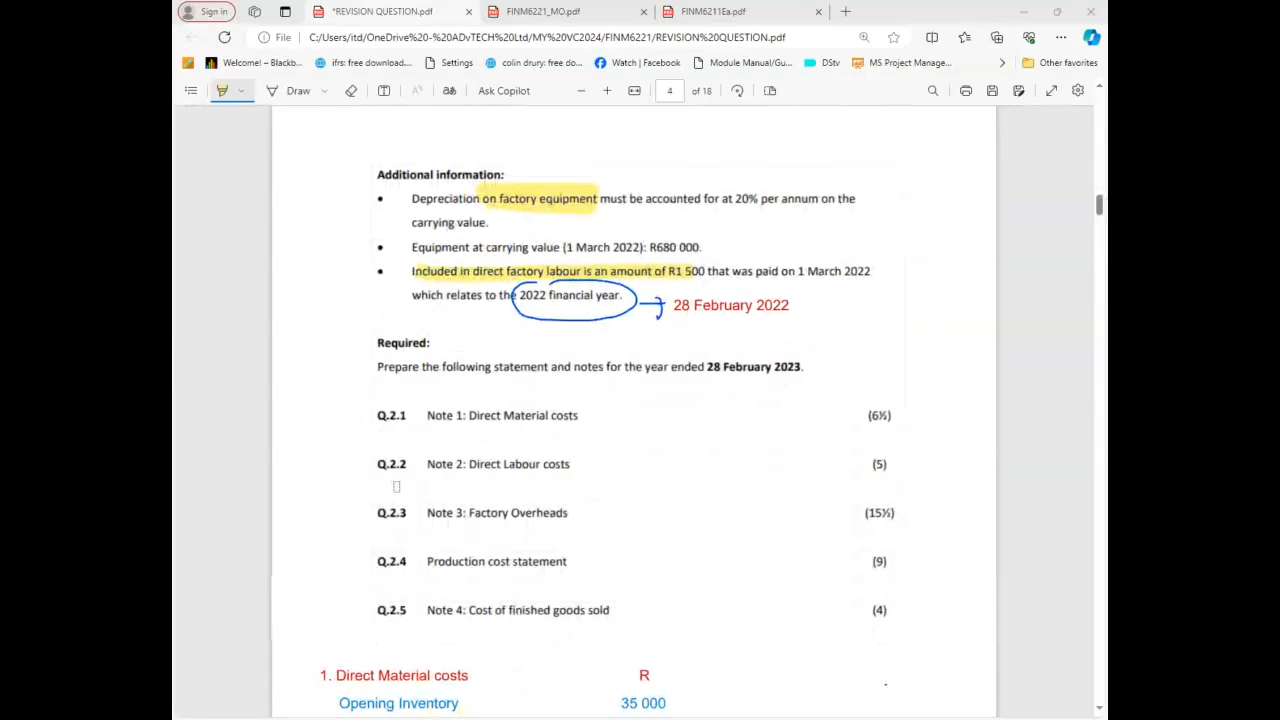 Sign in
*REVISION QUESTION.pdf
FINM6221_MO.pdf
FINM6211Ea.pdf
File C:/Users/itd/OneDrive%20-%20ADvTECH%20Ltd/MY%20VC2024/FINM6221/REVISION%20QUESTION.pdf
Welcome! – Blackb...
ifrs: free download....
Settings
colin drury: free do...
Watch | Facebook
Module Manual/Gu...
DStv
MS Project Manage...
Other favorites
Draw
Ask Copilot
4 of 18
Additional information:
• Depreciation on factory equipment must be accounted for at 20% per annum on the
carrying value.
• Equipment at carrying value (1 March 2022): R680 000.
• Included in direct factory labour is an amount of R1 500 that was paid on 1 March 2022
which relates to the 2022 financial year.
28 February 2022
Required:
Prepare the following statement and notes for the year ended 28 February 2023.
Q.2.1 Note 1: Direct Material costs (6½)
Q.2.2 Note 2: Direct Labour costs (5)
Q.2.3 Note 3: Factory Overheads (15½)
Q.2.4 Production cost statement (9)
Q.2.5 Note 4: Cost of finished goods sold (4)
1. Direct Material costs R
Opening Inventory 35 000